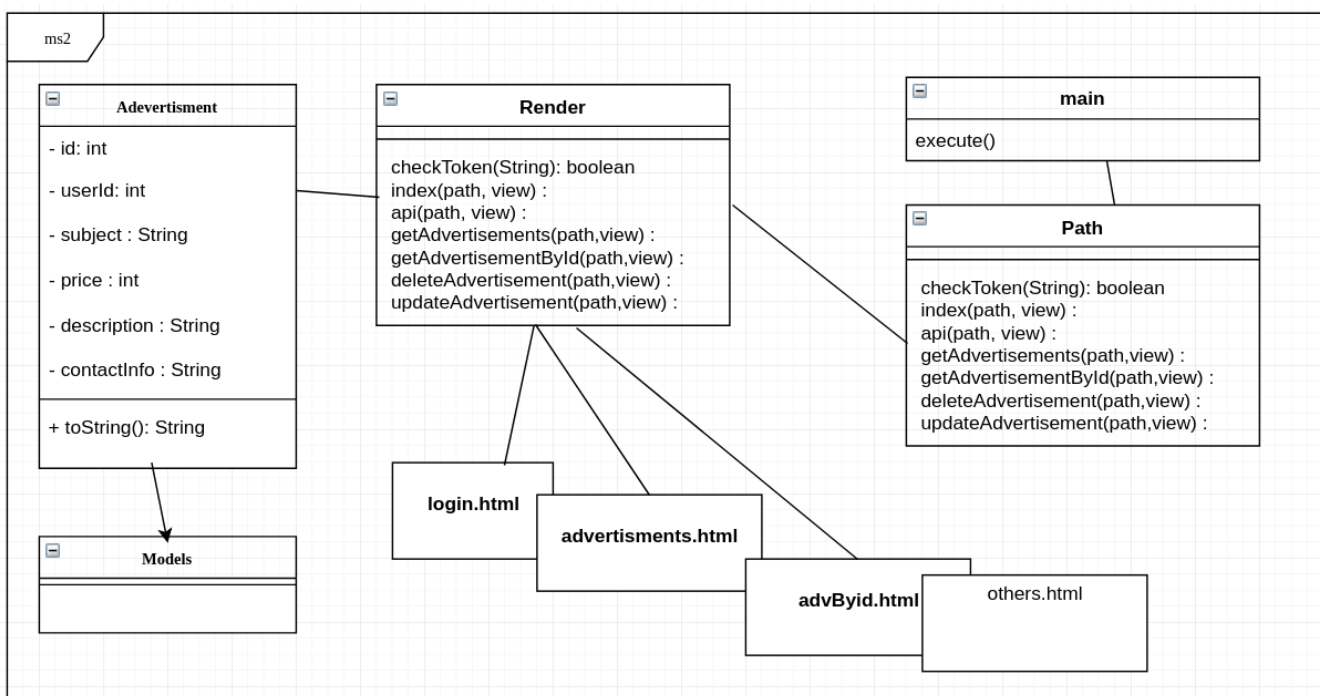 ms2
Adevertisment
- id: int
- userId: int
- subject : String
- price : int
- description : String
- contactInfo : String
+ toString(): String
Models
Render
checkToken(String): boolean
index(path, view) :
api(path, view) :
getAdvertisements(path,view) :
getAdvertisementById(path,view) :
deleteAdvertisement(path,view) :
updateAdvertisement(path,view) :
main
execute()
Path
checkToken(String): boolean
index(path, view) :
api(path, view) :
getAdvertisements(path,view) :
getAdvertisementById(path,view) :
deleteAdvertisement(path,view) :
updateAdvertisement(path,view) :
login.html
advertisments.html
advByid.html
others.html